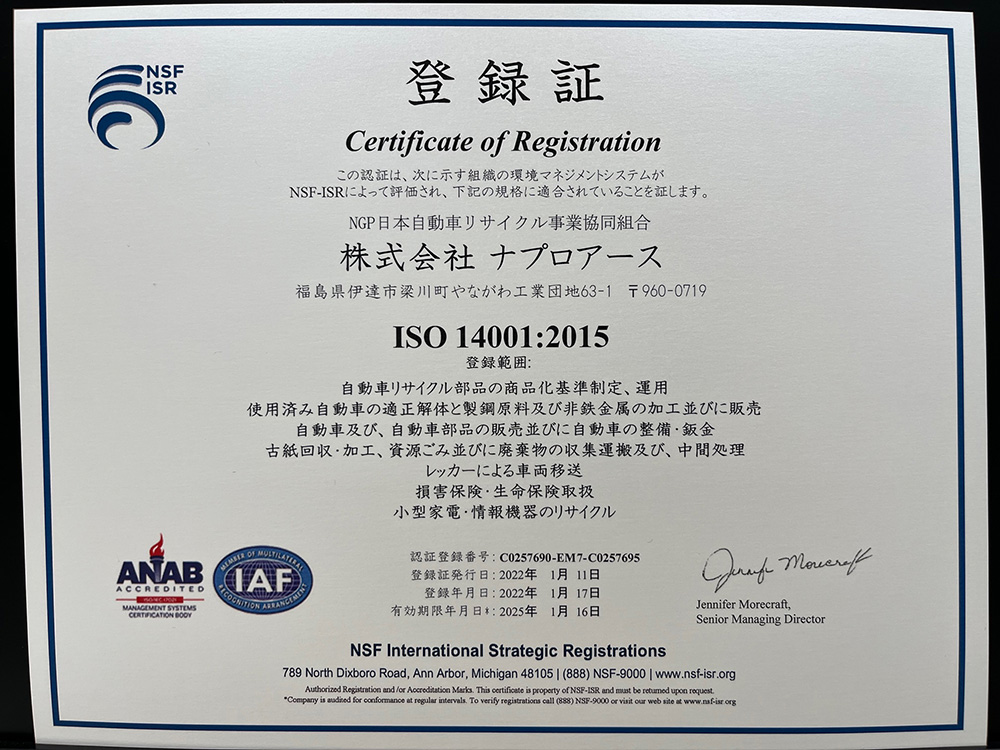 NSF
ISR
登録証
Certificate of Registration
この認証は、次に示す組織の環境マネジメントシステムが
NSF-ISRによって評価され、下記の規格に適合されていることを証します。
NGP日本自動車リサイクル事業協同組合
株式会社 ナプロアース
福島県伊達市梁川町やながわ工業団地63-1 〒960-0719
ISO 14001:2015
登録範囲:
自動車リサイクル部品の商品化基準制定、運用
使用済み自動車の適正解体と製鋼原料及び非鉄金属の加工並びに販売
自動車及び、自動車部品の販売並びに自動車の整備・鈑金
古紙回収・加工、資源ごみ並びに廃棄物の収集運搬及び、中間処理
レッカーによる車両移送
損害保険・生命保険取扱
小型家電・情報機器のリサイクル
認証登録番号: C0257690-EM7-C0257695
登録証発行日: 2022年 1月 11日
登録年月日: 2022年 1月 17日
有効期限年月日*: 2025年 1月 16日
ANAB
ACCREDITED
ISO/IEC 17021
MANAGEMENT SYSTEMS
CERTIFICATION BODY
MEMBER OF MULTILATERAL
IAF
RECOGNITION ARRANGEMENT
Jennifer Morecraft
Jennifer Morecraft,
Senior Managing Director
NSF International Strategic Registrations
789 North Dixboro Road, Ann Arbor, Michigan 48105 | (888) NSF-9000 | www.nsf-isr.org
Authorized Registration and /or Accreditation Marks. This certificate is property of NSF-ISR and must be returned upon request.
*Company is audited for conformance at regular intervals. To verify registrations call (888) NSF-9000 or visit our web site at www.nsf-isr.org